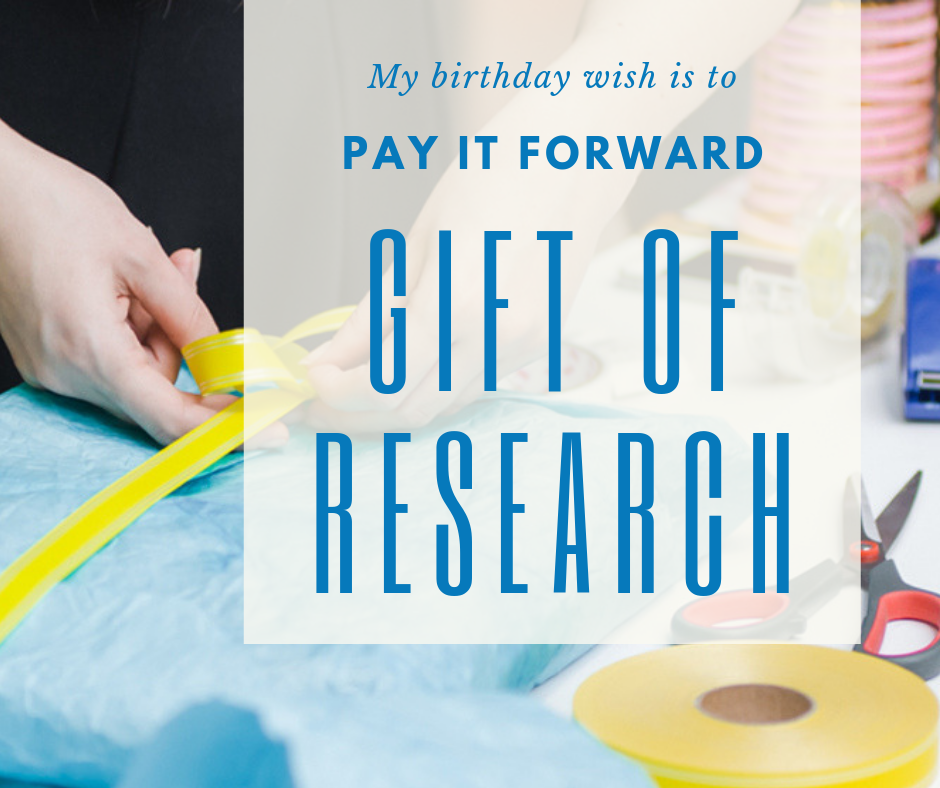 My birthday wish is to
PAY IT FORWARD
GIFT OF
RESEARCH